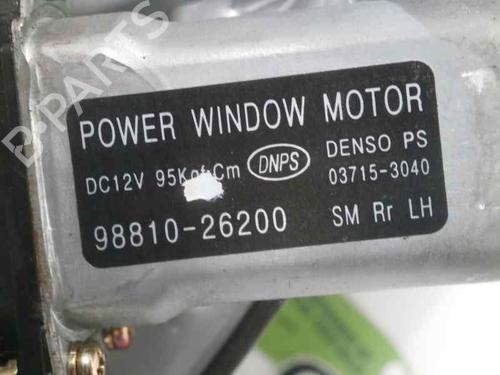 B-PARTS
POWER WINDOW MOTOR
DC12V 95Kgf·Cm DNPS DENSO PS
03715-3040
98810-26200 SM Rr LH